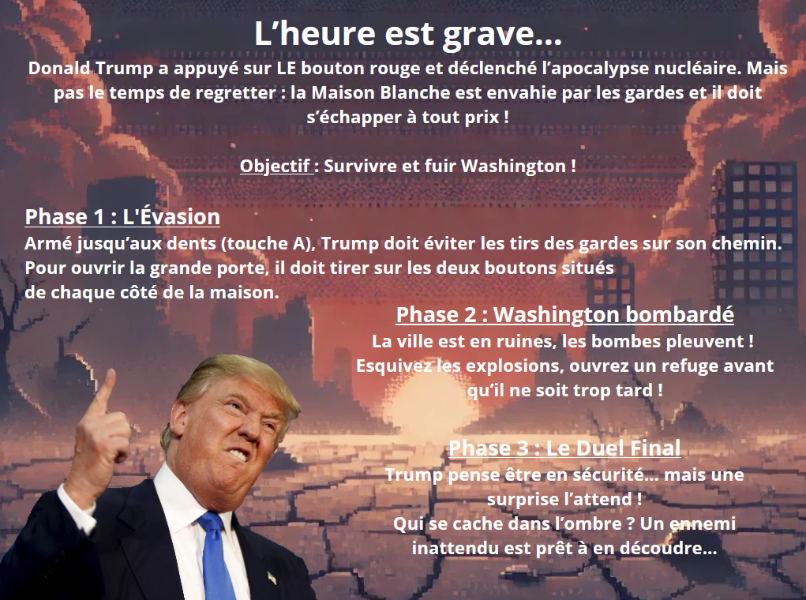 L’heure est grave...
Donald Trump a appuyé sur LE bouton rouge et déclenché l’apocalypse nucléaire. Mais
pas le temps de regretter : la Maison Blanche est envahie par les gardes et il doit
s’échapper à tout prix !
Objectif : Survivre et fuir Washington !
Phase 1 : L'Évasion
Armé jusqu’aux dents (touche A), Trump doit éviter les tirs des gardes sur son chemin.
Pour ouvrir la grande porte, il doit tirer sur les deux boutons situés
de chaque côté de la maison.
Phase 2 : Washington bombardé
La ville est en ruines, les bombes pleuvent !
Esquivez les explosions, ouvrez un refuge avant
qu’il ne soit trop tard !
Phase 3 : Le Duel Final
Trump pense être en sécurité... mais une
surprise l’attend !
Qui se cache dans l’ombre ? Un ennemi
inattendu est prêt à en découdre...